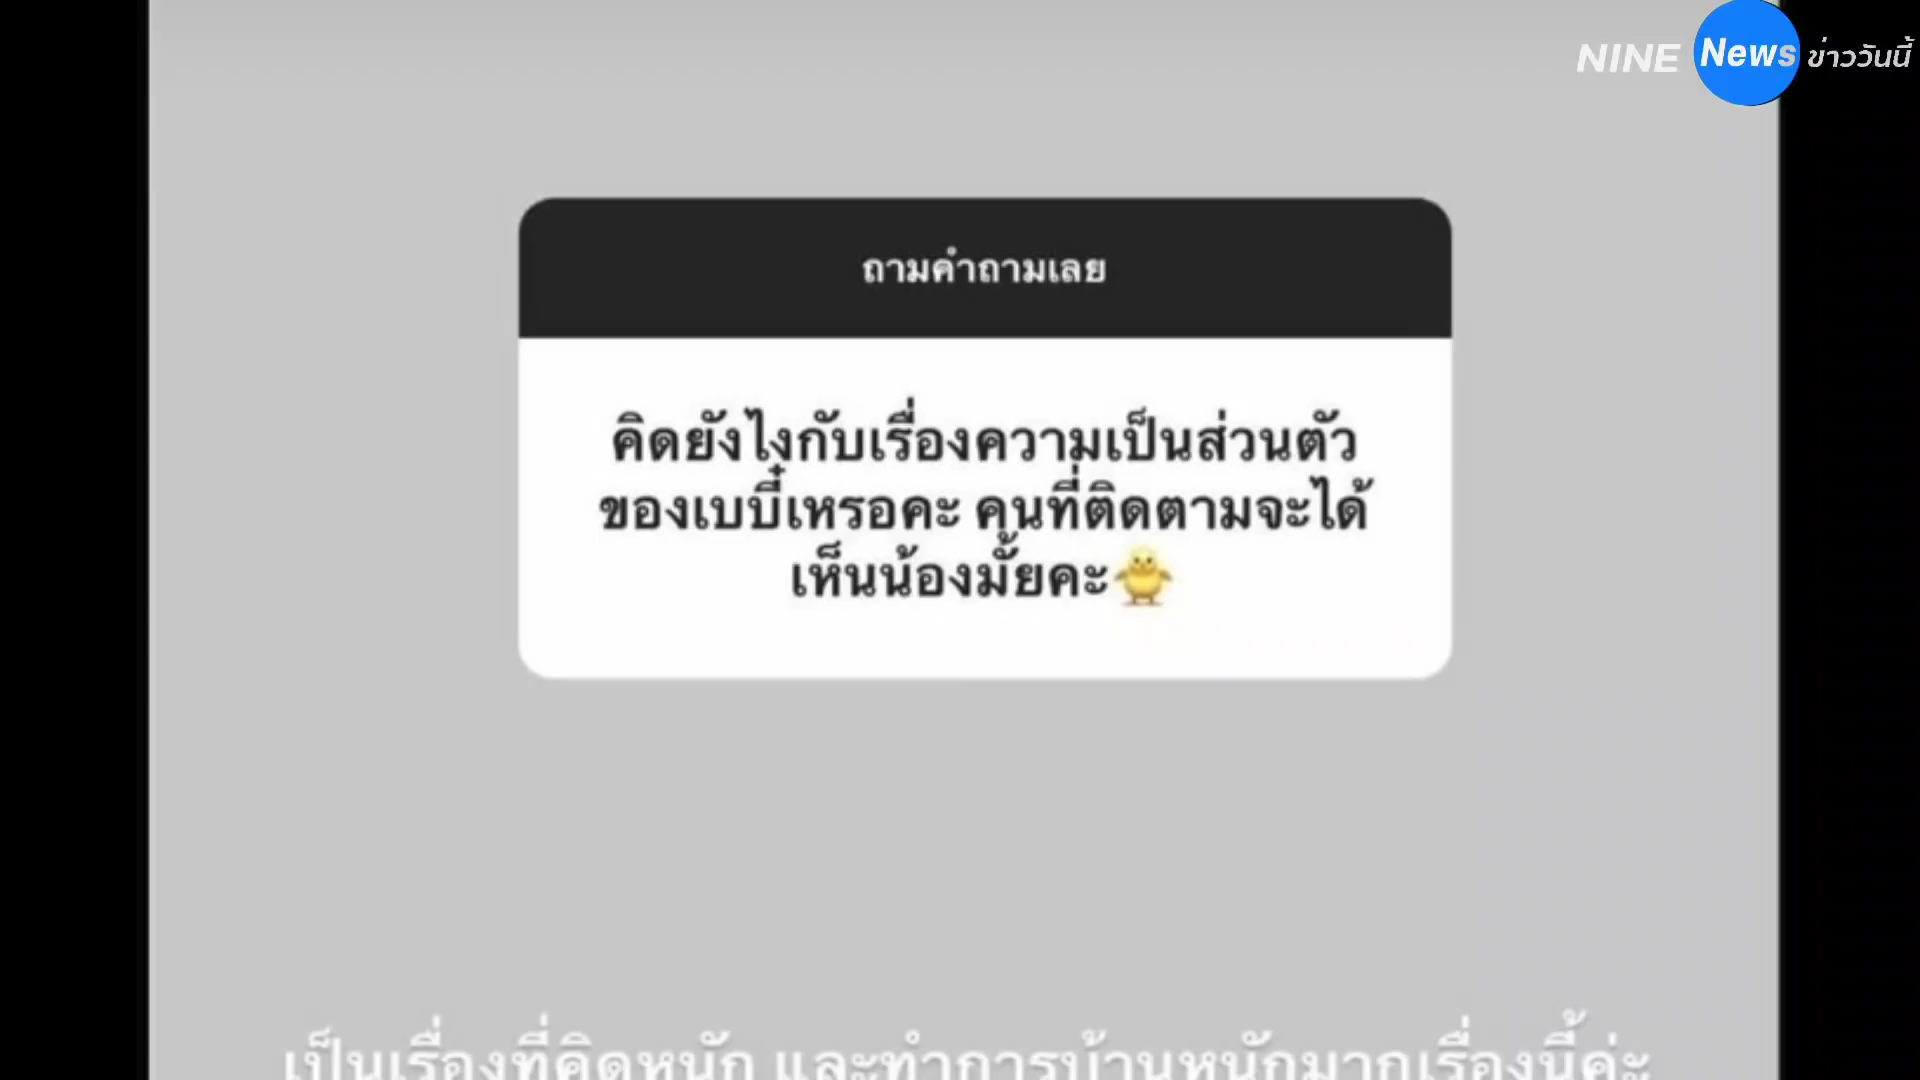 NINE News ข่าววันนี้
ถามคำถามเลย
คิดยังไงกับเรื่องความเป็นส่วนตัว
ของเบบี๋เหรอคะ คนที่ติดตามจะได้
เห็นน้องมั้ยคะ🐥
เป็นเรื่องที่คิดหนัก และทำการบ้านหนักมากเรื่องนี้ค่ะ